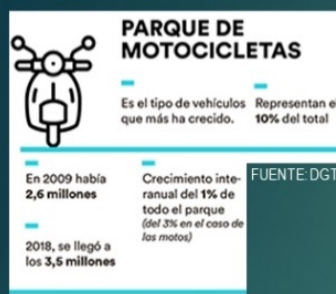 PARQUE DE
MOTOCICLETAS
Es el tipo de vehículos
que más ha crecido.
Representan e
10% del total
En 2009 había
2,6 millones
Crecimiento inte-
ranual del 1% de
todo el parque
(del 3% en el caso de
las motos)
2018, se llegó a
los 3,5 millones
FUENTE: DGT